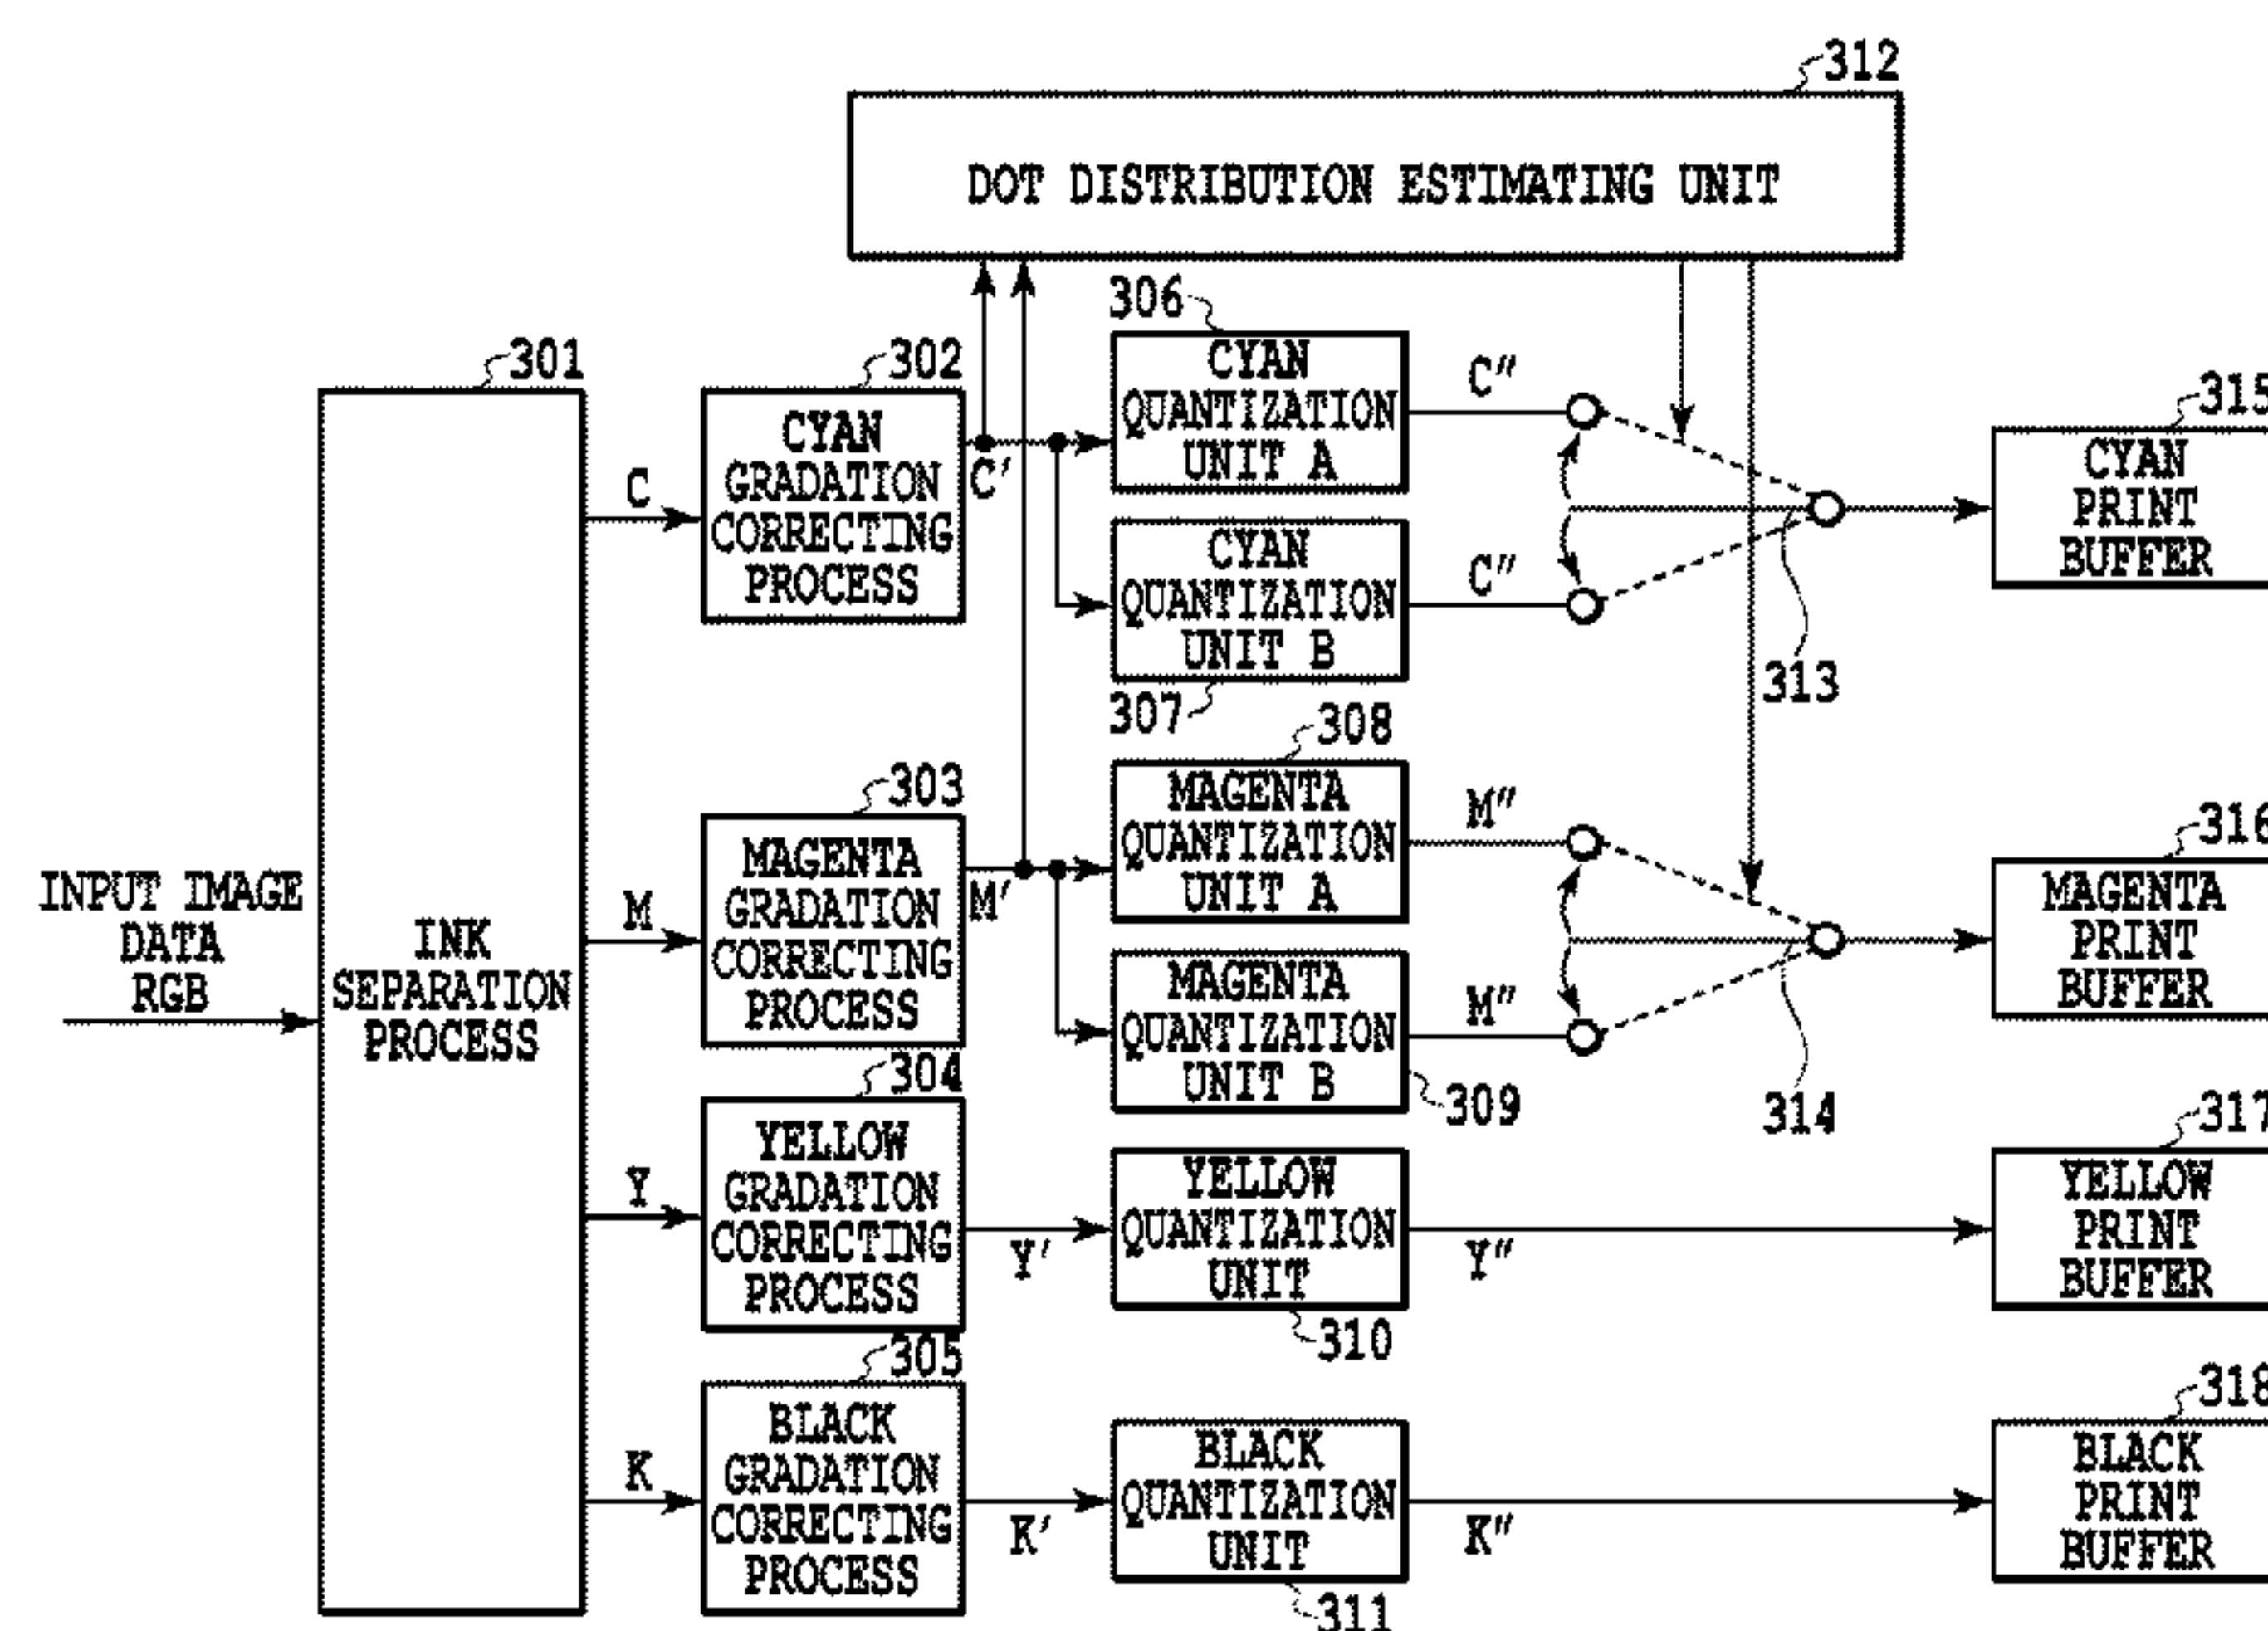 312
DOT DISTRIBUTION ESTIMATING UNIT
301
302
306
CYAN
QUANTIZATION
UNIT A
C″
315
CYAN
PRINT
BUFFER
C
CYAN
GRADATION
CORRECTING
PROCESS
C′
CYAN
QUANTIZATION
UNIT B
C″
307
313
308
303
MAGENTA
QUANTIZATION
UNIT A
M″
316
MAGENTA
PRINT
BUFFER
INPUT IMAGE
DATA
RGB
INK
SEPARATION
PROCESS
M
MAGENTA
GRADATION
CORRECTING
PROCESS
M′
MAGENTA
QUANTIZATION
UNIT B
M″
309
314
304
317
Y
YELLOW
GRADATION
CORRECTING
PROCESS
Y′
YELLOW
QUANTIZATION
UNIT
Y″
YELLOW
PRINT
BUFFER
310
305
318
K
BLACK
GRADATION
CORRECTING
PROCESS
K′
BLACK
QUANTIZATION
UNIT
K″
BLACK
PRINT
BUFFER
311